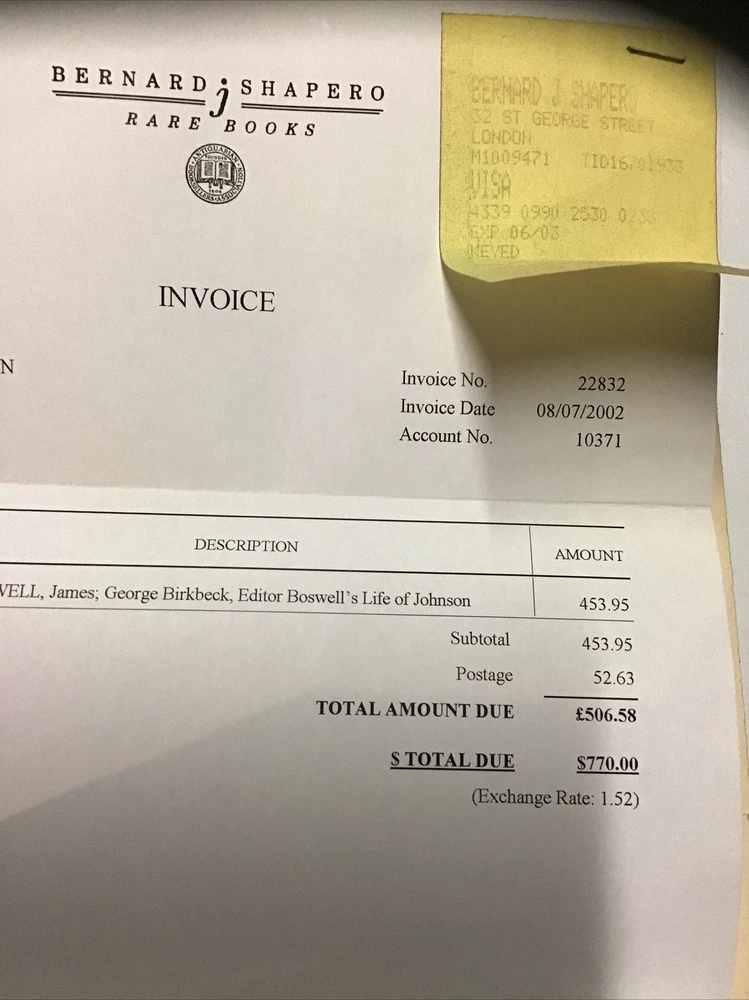 BERNARD j SHAPERO
RARE BOOKS
INVOICE
BERNARD J SHAPERO
32 ST GEORGE STREET
LONDON
M1009471
VISA
4339 0990 2530
EXP 06/03
KEYED
N
Invoice No. 22832
Invoice Date 08/07/2002
Account No. 10371
DESCRIPTION AMOUNT
WELL, James; George Birkbeck, Editor Boswell's Life of Johnson 453.95
Subtotal 453.95
Postage 52.63
TOTAL AMOUNT DUE £506.58
$ TOTAL DUE $770.00
(Exchange Rate: 1.52)